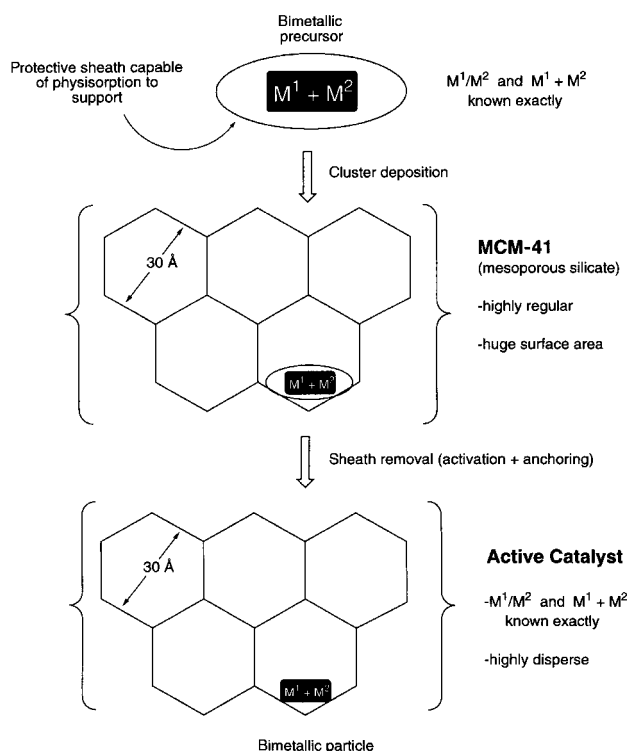 Bimetallic
precursor
Protective sheath capable
of physisorption to
support
M¹ + M²
M¹/M² and M¹ + M²
known exactly
Cluster deposition
30 Å
MCM-41
(mesoporous silicate)
-highly regular
-huge surface area
M¹ + M²
Sheath removal (activation + anchoring)
30 Å
Active Catalyst
-M¹/M² and M¹ + M²
known exactly
-highly disperse
M¹ + M²
Bimetallic particle